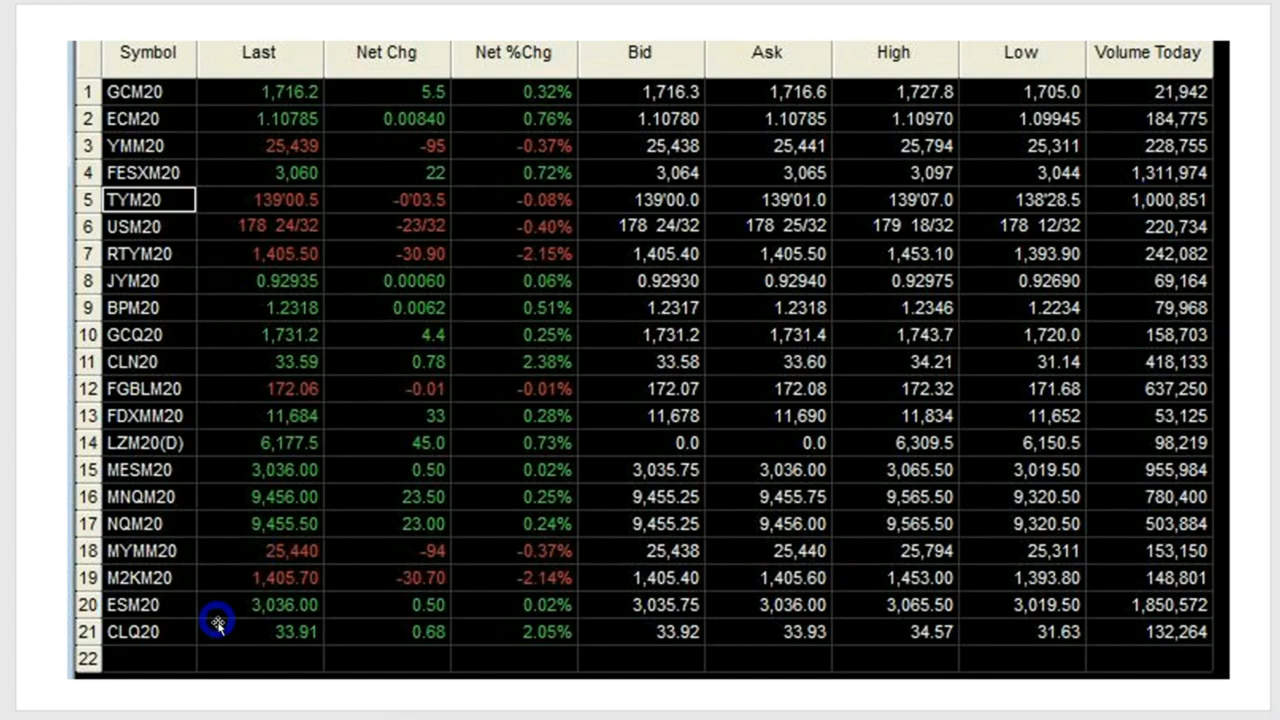 Symbol Last Net Chg Net %Chg Bid Ask High Low Volume Today
1 GCM20 1,716.2 5.5 0.32% 1,716.3 1,716.6 1,727.8 1,705.0 21,942
2 ECM20 1.10785 0.00840 0.76% 1.10780 1.10785 1.10970 1.09945 184,775
3 YMM20 25,439 -95 -0.37% 25,438 25,441 25,794 25,311 228,755
4 FESXM20 3,060 22 0.72% 3,064 3,065 3,097 3,044 1,311,974
5 TYM20 139'00.5 -0'03.5 -0.08% 139'00.0 139'01.0 139'07.0 138'28.5 1,000,851
6 USM20 178 24/32 -23/32 -0.40% 178 24/32 178 25/32 179 18/32 178 12/32 220,734
7 RTYM20 1,405.50 -30.90 -2.15% 1,405.40 1,405.50 1,453.10 1,393.90 242,082
8 JYM20 0.92935 0.00060 0.06% 0.92930 0.92940 0.92975 0.92690 69,164
9 BPM20 1.2318 0.0062 0.51% 1.2317 1.2318 1.2346 1.2234 79,968
10 GCQ20 1,731.2 4.4 0.25% 1,731.2 1,731.4 1,743.7 1,720.0 158,703
11 CLN20 33.59 0.78 2.38% 33.58 33.60 34.21 31.14 418,133
12 FGBLM20 172.06 -0.01 -0.01% 172.07 172.08 172.32 171.68 637,250
13 FDXMM20 11,684 33 0.28% 11,678 11,690 11,834 11,652 53,125
14 LZM20(D) 6,177.5 45.0 0.73% 0.0 0.0 6,309.5 6,150.5 98,219
15 MESM20 3,036.00 0.50 0.02% 3,035.75 3,036.00 3,065.50 3,019.50 955,984
16 MNQM20 9,456.00 23.50 0.25% 9,455.25 9,455.75 9,565.50 9,320.50 780,400
17 NQM20 9,455.50 23.00 0.24% 9,455.25 9,456.00 9,565.50 9,320.50 503,884
18 MYMM20 25,440 -94 -0.37% 25,438 25,440 25,794 25,311 153,150
19 M2KM20 1,405.70 -30.70 -2.14% 1,405.40 1,405.60 1,453.00 1,393.80 148,801
20 ESM20 3,036.00 0.50 0.02% 3,035.75 3,036.00 3,065.50 3,019.50 1,850,572
21 CLQ20 33.91 0.68 2.05% 33.92 33.93 34.57 31.63 132,264
22